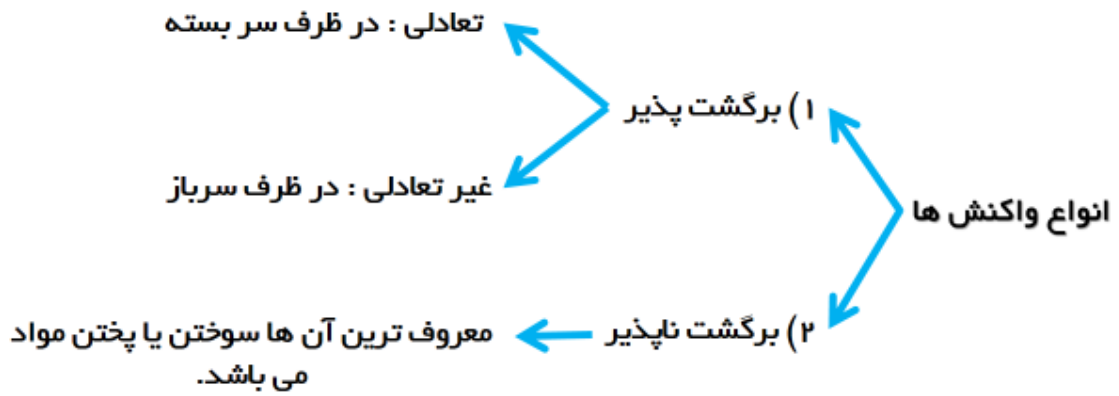 انواع واکنش ها
۱) برگشت پذیر
تعادلی : در ظرف سر بسته
غیر تعادلی : در ظرف سرباز
۲) برگشت ناپذیر
معروف ترین آن ها سوختن یا پختن مواد
می باشد.